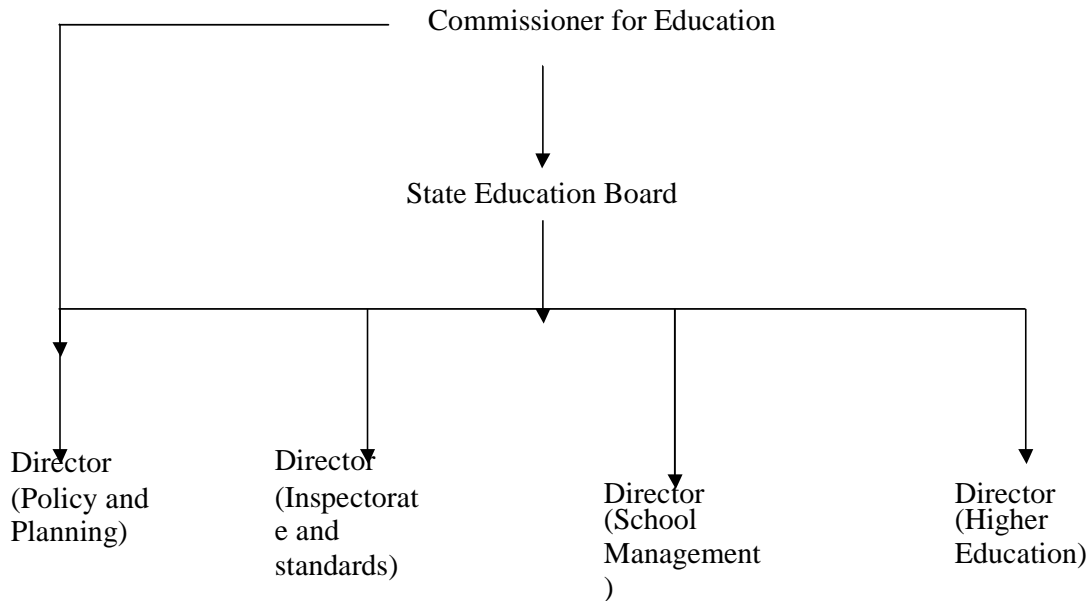 Commissioner for Education
State Education Board
Director
(Policy and
Planning)
Director
(Inspectorat
e and
standards)
Director
(School
Management
)
Director
(Higher
Education)